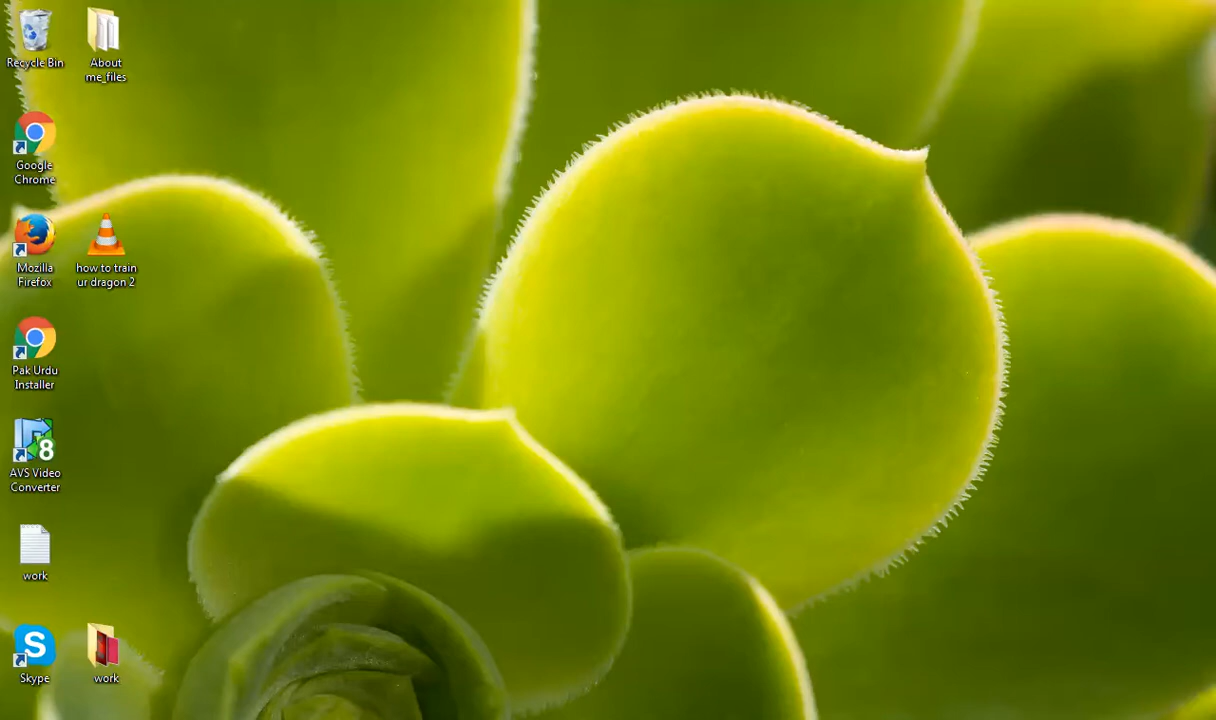 Recycle Bin
About
me_files
Google
Chrome
Mozilla
Firefox
how to train
ur dragon 2
Pak Urdu
Installer
8
AVS Video
Converter
work
S
Skype
work